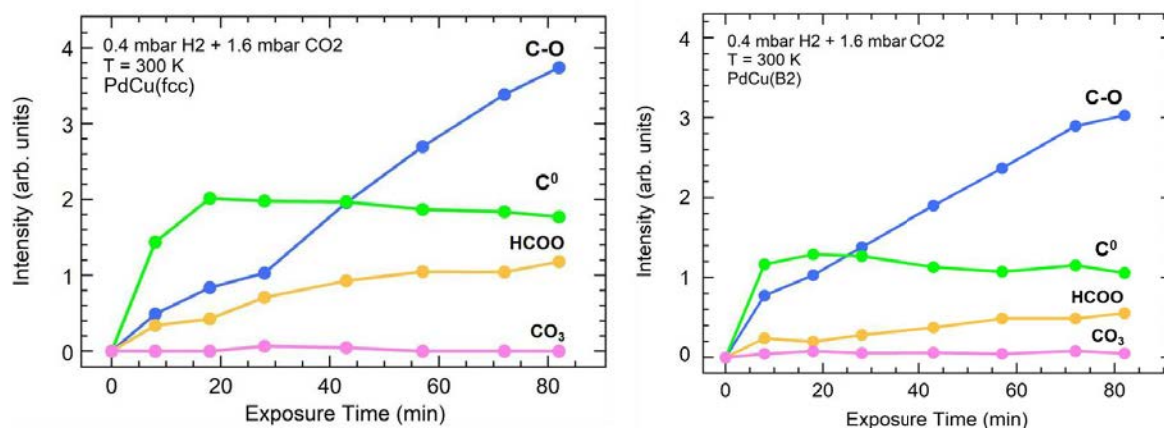 0.4 mbar H2 + 1.6 mbar CO2
T = 300 K
PdCu(fcc)
C-O
C⁰
HCOO
CO₃
4
3
2
1
0
Intensity (arb. units)
0
20
40
60
80
Exposure Time (min)
0.4 mbar H2 + 1.6 mbar CO2
T = 300 K
PdCu(B2)
C-O
C⁰
HCOO
CO₃
4
3
2
1
0
Intensity (arb. units)
0
20
40
60
80
Exposure Time (min)